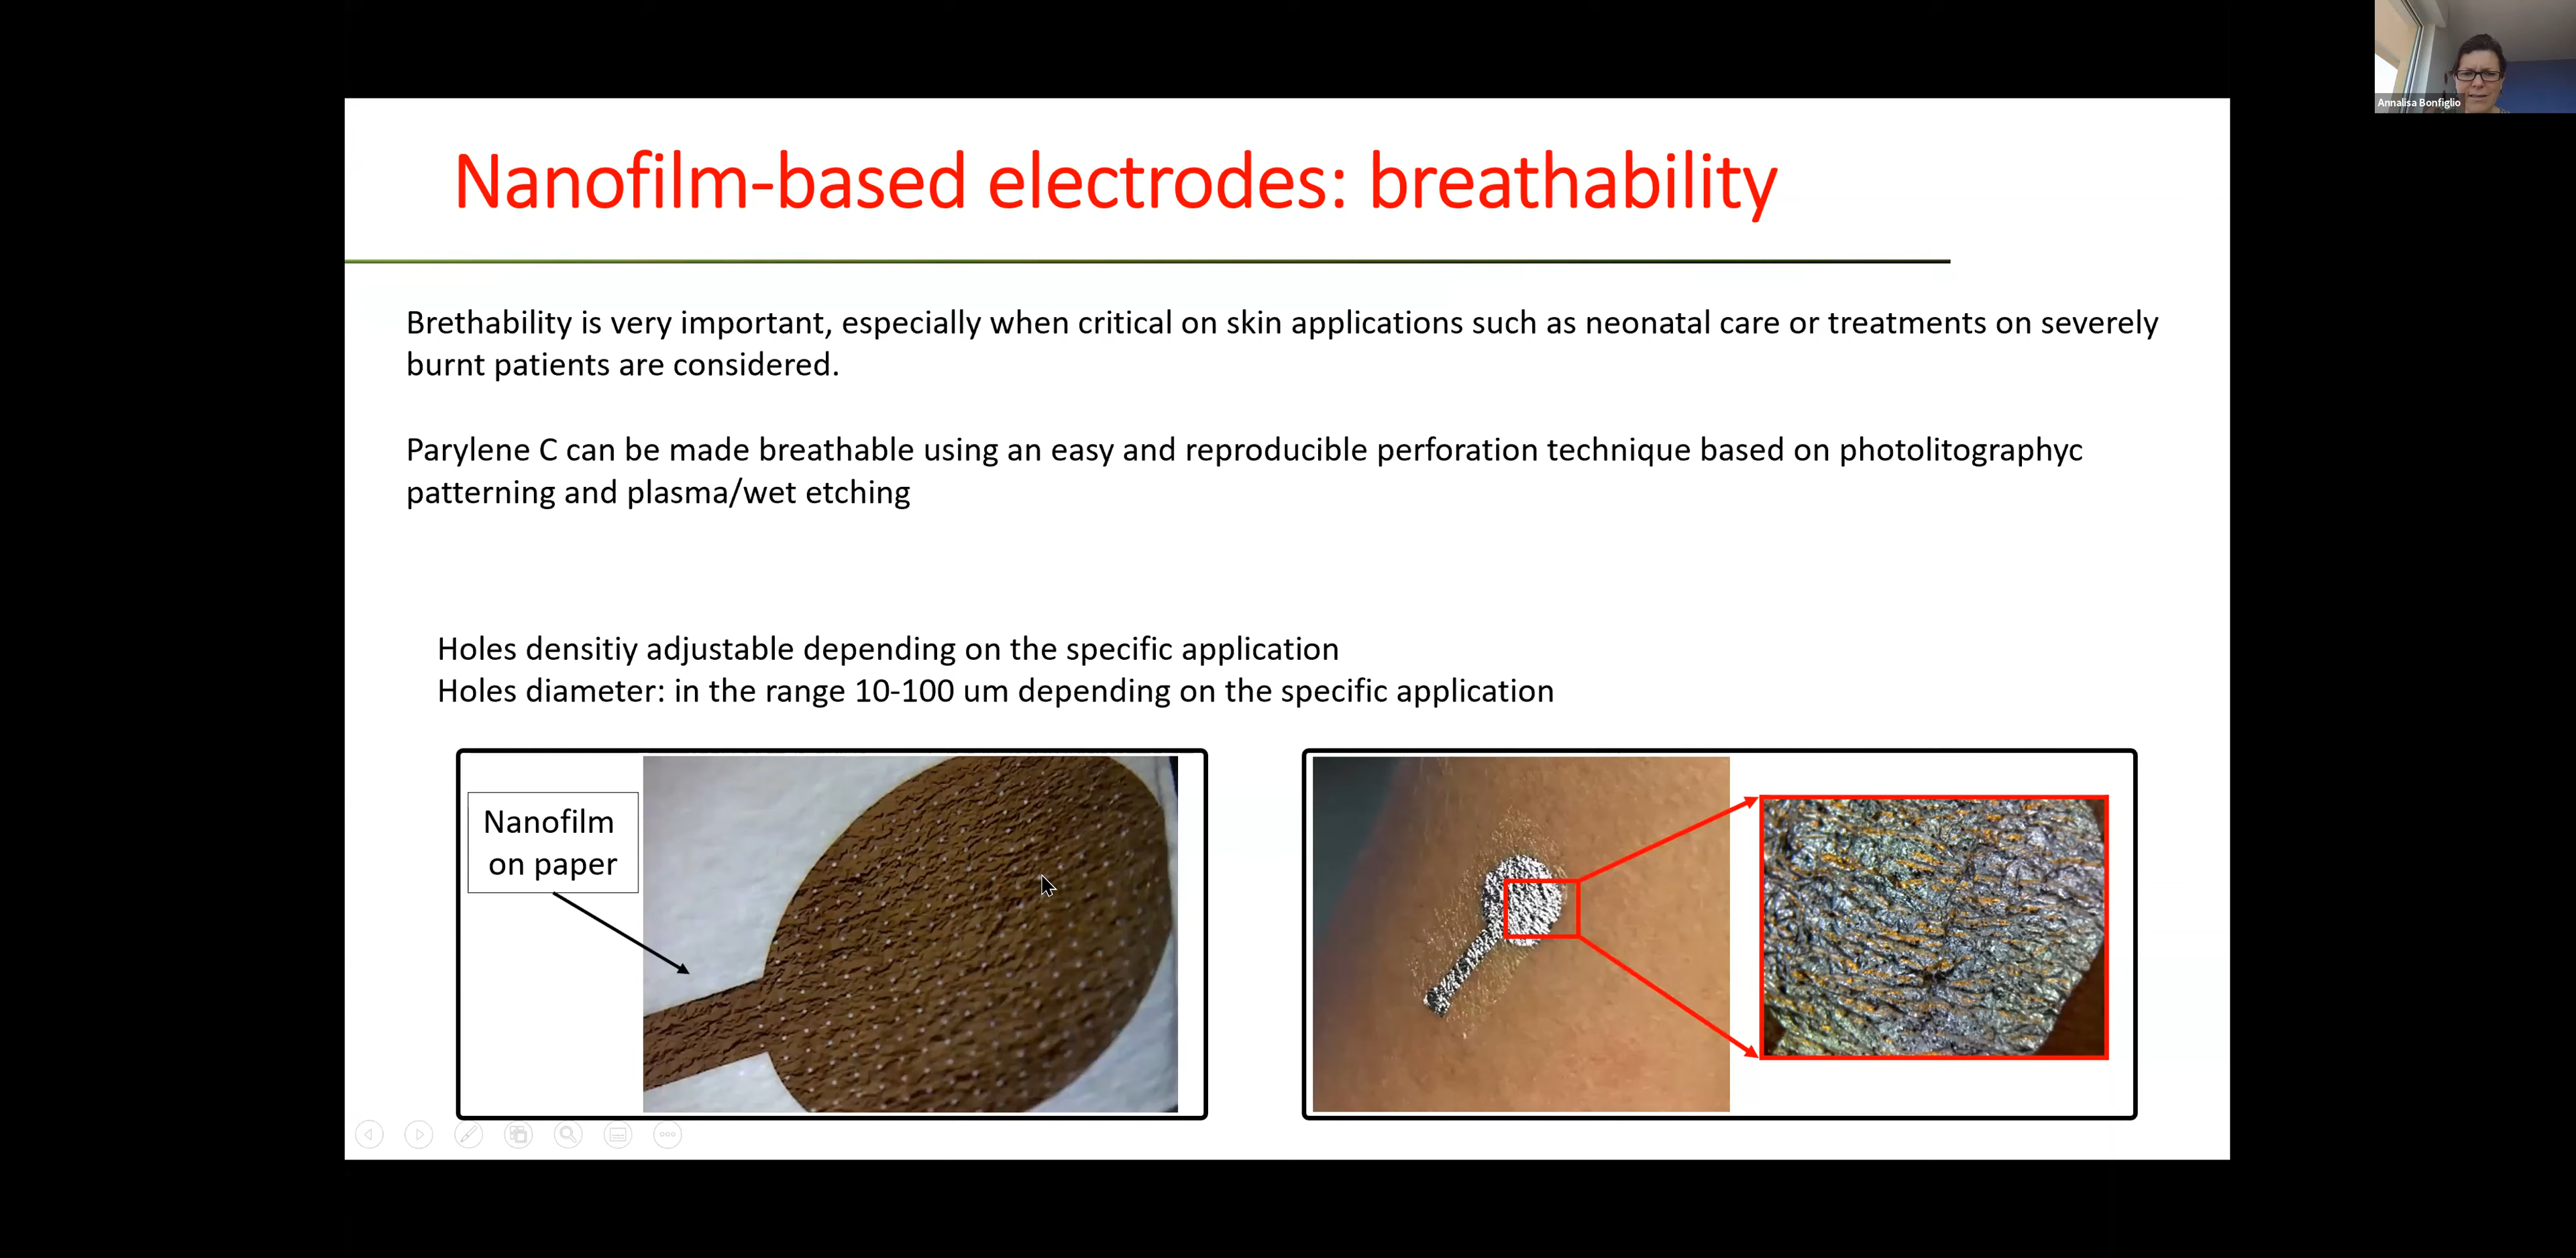 Annalisa Bonfiglio
Nanofilm-based electrodes: breathability
Brethability is very important, especially when critical on skin applications such as neonatal care or treatments on severely
burnt patients are considered.
Parylene C can be made breathable using an easy and reproducible perforation technique based on photolitographyc
patterning and plasma/wet etching
Holes densitiy adjustable depending on the specific application
Holes diameter: in the range 10-100 um depending on the specific application
Nanofilm
on paper